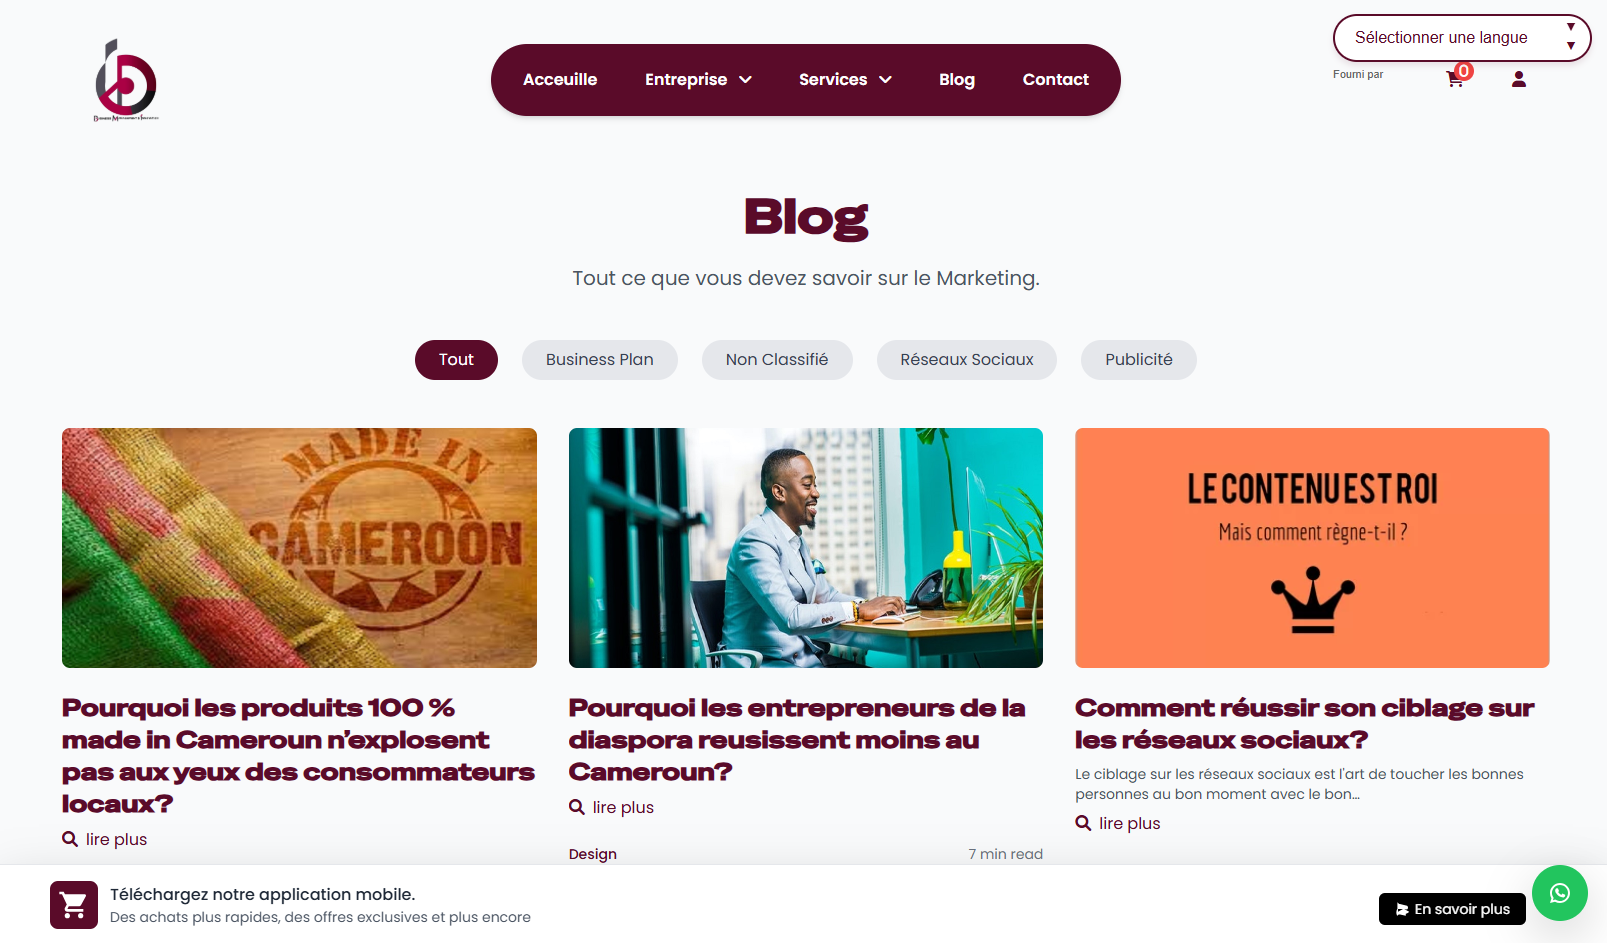 Sélectionner une langue
Fourni par
0
Acceuille
Entreprise
Services
Blog
Contact
Blog
Tout ce que vous devez savoir sur le Marketing.
Tout
Business Plan
Non Classifié
Réseaux Sociaux
Publicité
MADE IN
CAMEROON
LE CONTENU EST ROI
Mais comment règne-t-il ?
Pourquoi les produits 100 %
made in Cameroun n'explosent
pas aux yeux des consommateurs
locaux?
lire plus
Pourquoi les entrepreneurs de la
diaspora reusissent moins au
Cameroun?
lire plus
Design
7 min read
Comment réussir son ciblage sur
les réseaux sociaux?
Le ciblage sur les réseaux sociaux est l'art de toucher les bonnes
personnes au bon moment avec le bon...
lire plus
Téléchargez notre application mobile.
Des achats plus rapides, des offres exclusives et plus encore
En savoir plus